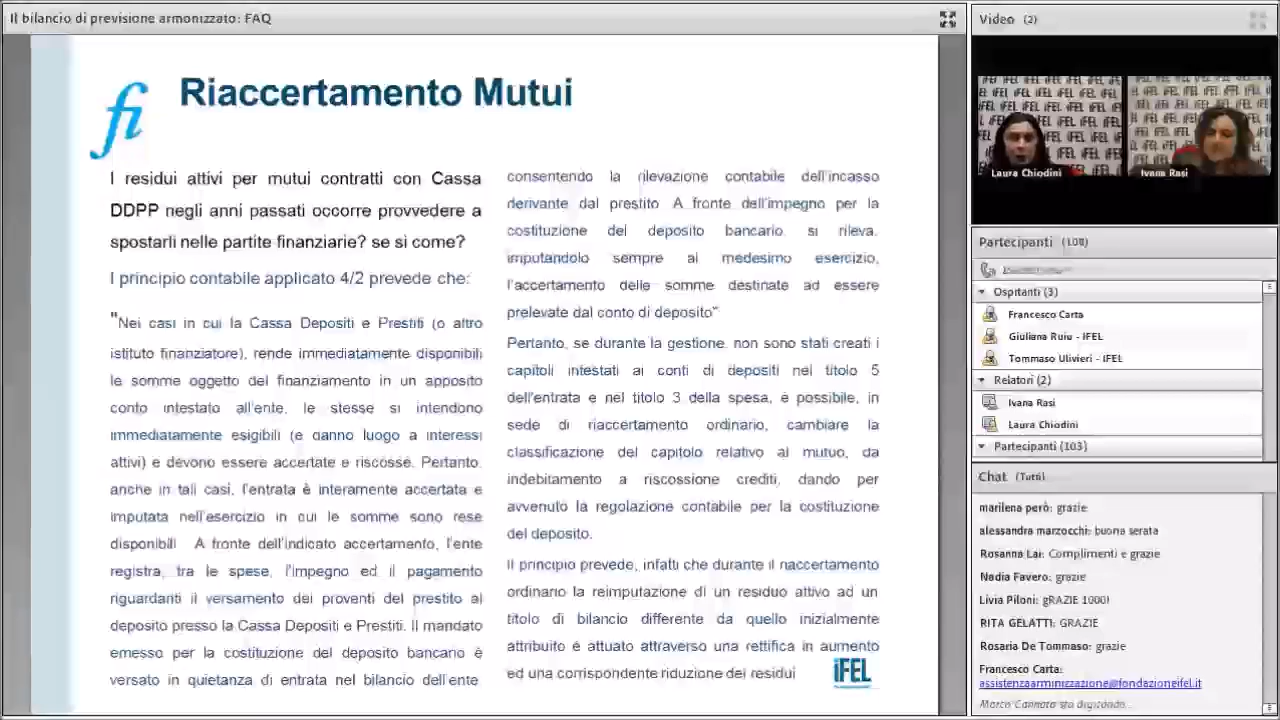 Il bilancio di previsione armonizzato: FAQ
fi
Riaccertamento Mutui
I residui attivi per mutui contratti con Cassa
DDPP negli anni passati occorre provvedere a
spostarli nelle partite finanziarie? se si come?
I principio contabile applicato 4/2 prevede che:
"Nei casi in cui la Cassa Depositi e Prestiti (o altro
istituto finanziatore), rende immediatamente disponibili
le somme oggetto del finanziamento in un apposito
conto intestato all'ente, le stesse si intendono
immediatamente esigibili (e danno luogo a interessi
attivi) e devono essere accertate e riscosse. Pertanto,
anche in tali casi, l'entrata è interamente accertata e
imputata nell'esercizio in cui le somme sono rese
disponibili. A fronte dell'indicato accertamento, l'ente
registra, tra le spese, l'impegno ed il pagamento
riguardanti il versamento dei proventi del prestito al
deposito presso la Cassa Depositi e Prestiti. Il mandato
emesso per la costituzione del deposito bancario è
versato in quietanza di entrata nel bilancio dell'ente
consentendo la rilevazione contabile dell'incasso
derivante dal prestito. A fronte dell'impegno per la
costituzione del deposito bancario, si rileva,
imputandolo sempre al medesimo esercizio,
l'accertamento delle somme destinate ad essere
prelevate dal conto di deposito"
Pertanto, se durante la gestione, non sono stati creati i
capitoli intestati ai conti di depositi nel titolo 5
dell'entrata e nel titolo 3 della spesa, è possibile, in
sede di riaccertamento ordinario, cambiare la
classificazione del capitolo relativo al mutuo, da
indebitamento a riscossione crediti, dando per
avvenuto la regolazione contabile per la costituzione
del deposito.
Il principio prevede, infatti che durante il riaccertamento
ordinario la reimputazione di un residuo attivo ad un
titolo di bilancio differente da quello inizialmente
attribuito è attuato attraverso una rettifica in aumento
ed una corrispondente riduzione dei residui
iFEL
Video (2)
Laura Chiodini
Ivana Rasi
Partecipanti (108)
Ospitanti (3)
Francesco Carta
Giuliana Ruiu - IFEL
Tommaso Ulivieri - IFEL
Relatori (2)
Ivana Rasi
Laura Chiodini
Partecipanti (103)
Chat (Tutti)
marilena però: grazie
alessandra marzocchi: buona serata
Rosanna Lai: Complimenti e grazie
Nadia Favero: grazie
Livia Piloni: gRAZIE 1000!
RITA GELATTI: GRAZIE
Rosaria De Tommaso: grazie
Francesco Carta:
assistenzaarminizzazione@fondazioneifel.it
Marco Cannata sta digitando...